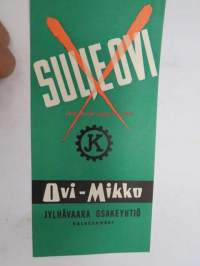 SULJE OVI
JK
Ovi-Mikko
JYLHÄVAARA OSAKEYHTIÖ